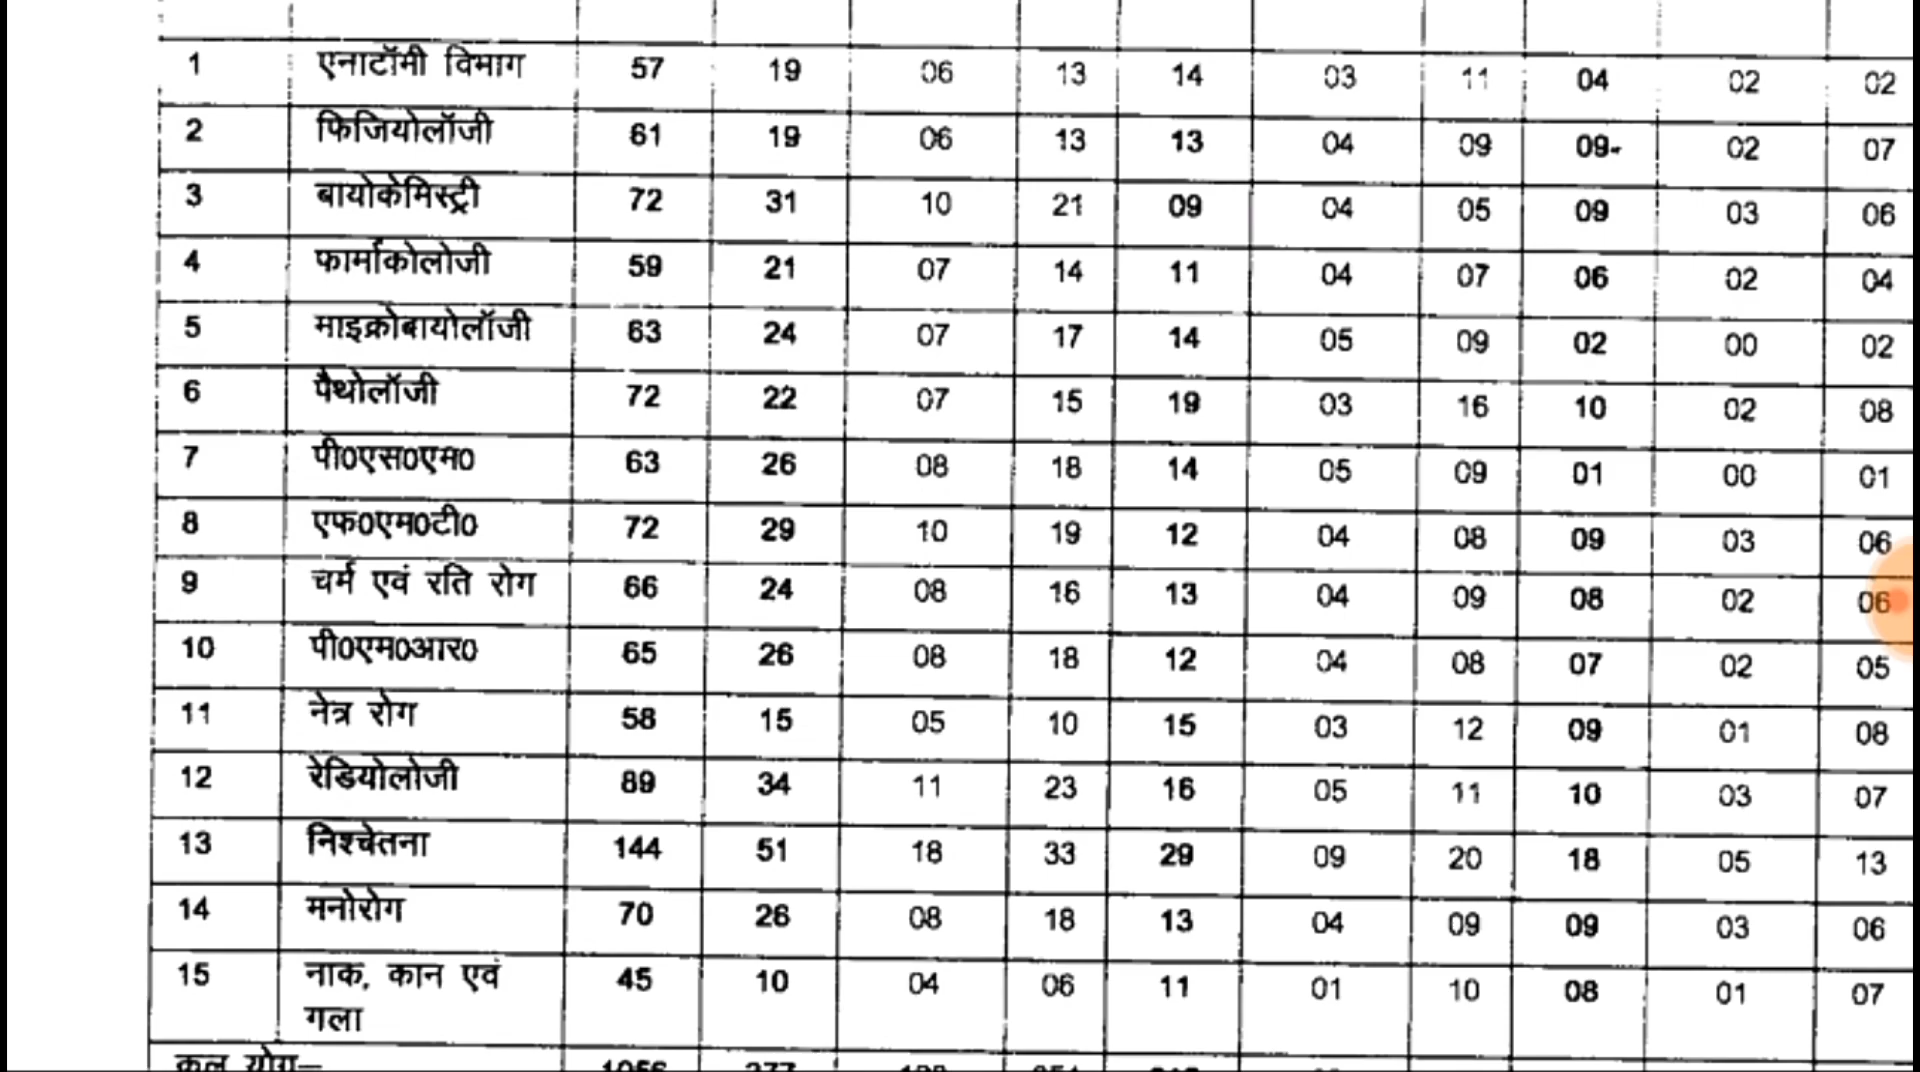 1 एनाटॉमी विभाग 57 19 06 13 14 03 11 04 02 02
2 फिजियोलॉजी 61 19 06 13 13 04 09 09 02 07
3 बायोकेमिस्ट्री 72 31 10 21 09 04 05 09 03 06
4 फार्माकोलोजी 59 21 07 14 11 04 07 06 02 04
5 माइक्रोबायोलॉजी 63 24 07 17 14 05 09 02 00 02
6 पैथोलॉजी 72 22 07 15 19 03 16 10 02 08
7 पी0एस0एम0 63 26 08 18 14 05 09 01 00 01
8 एफ0एम0टी0 72 29 10 19 12 04 08 09 03 06
9 चर्म एवं रति रोग 66 24 08 16 13 04 09 08 02 06
10 पी0एम0आर0 65 26 08 18 12 04 08 07 02 05
11 नेत्र रोग 58 15 05 10 15 03 12 09 01 08
12 रेडियोलोजी 89 34 11 23 16 05 11 10 03 07
13 निश्चेतना 144 51 18 33 29 09 20 18 05 13
14 मनोरोग 70 26 08 18 13 04 09 09 03 06
15 नाक, कान एवं 45 10 04 06 11 01 10 08 01 07
गला
कुल योग– 1056 377